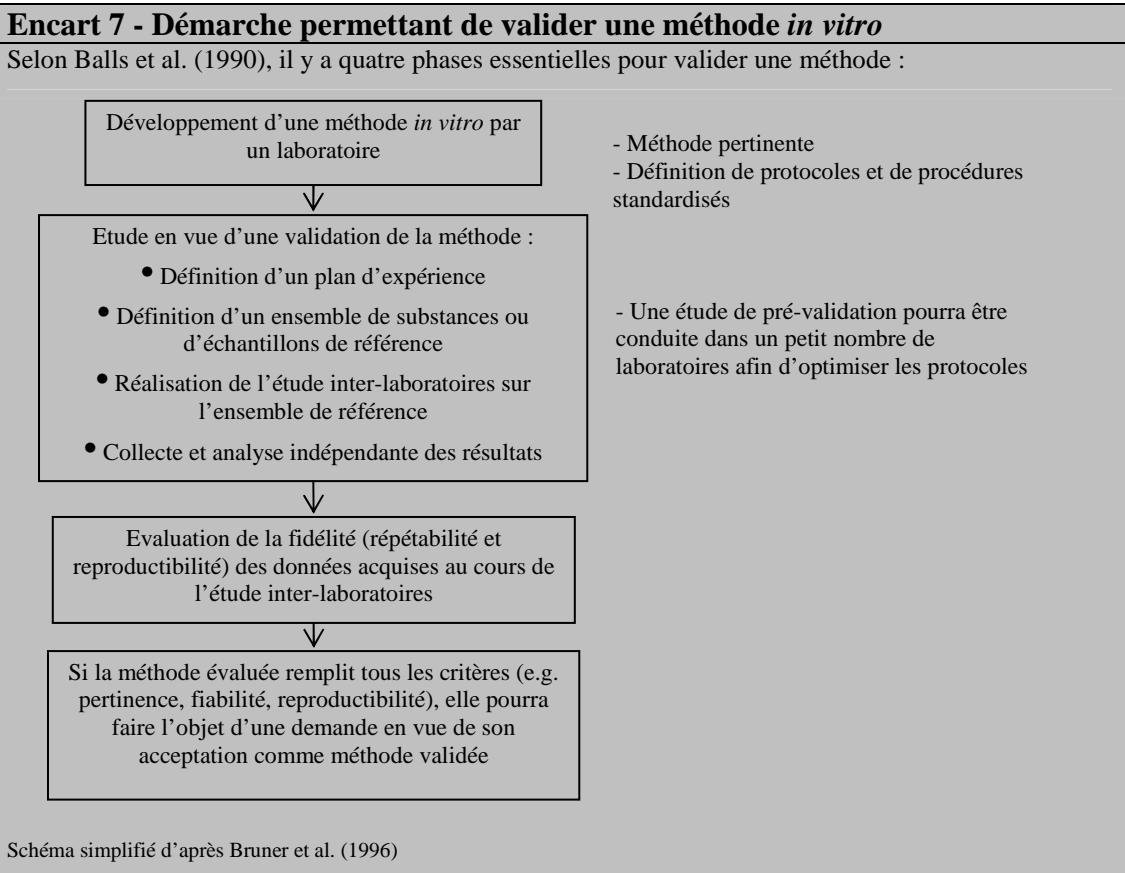 Encart 7 - Démarche permettant de valider une méthode in vitro
Selon Balls et al. (1990), il y a quatre phases essentielles pour valider une méthode :
Développement d’une méthode in vitro par
un laboratoire
- Méthode pertinente
- Définition de protocoles et de procédures
standardisés
Etude en vue d’une validation de la méthode :
• Définition d’un plan d’expérience
• Définition d’un ensemble de substances ou
d’échantillons de référence
• Réalisation de l’étude inter-laboratoires sur
l’ensemble de référence
• Collecte et analyse indépendante des résultats
- Une étude de pré-validation pourra être
conduite dans un petit nombre de
laboratoires afin d’optimiser les protocoles
Evaluation de la fidélité (répétabilité et
reproductibilité) des données acquises au cours de
l’étude inter-laboratoires
Si la méthode évaluée remplit tous les critères (e.g.
pertinence, fiabilité, reproductibilité), elle pourra
faire l’objet d’une demande en vue de son
acceptation comme méthode validée
Schéma simplifié d’après Bruner et al. (1996)